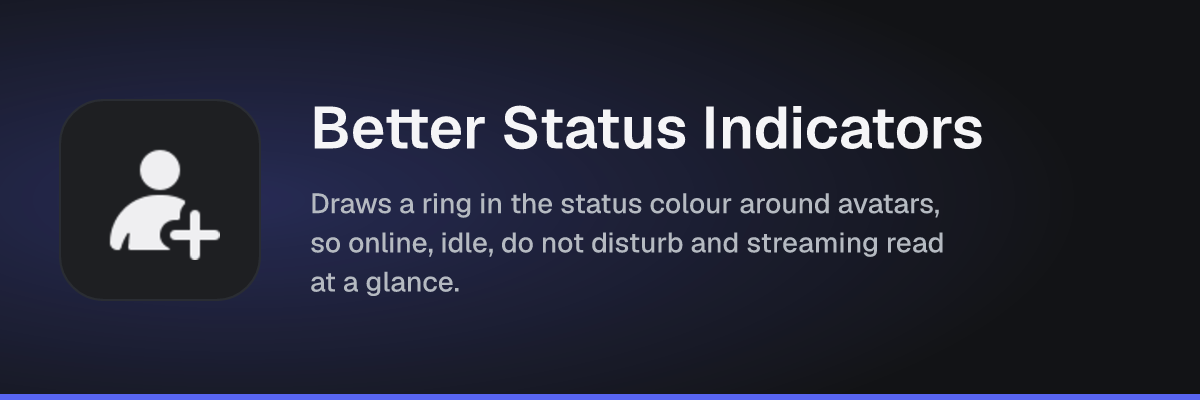 Better Status Indicators
Draws a ring in the status colour around avatars,
so online, idle, do not disturb and streaming read
at a glance.